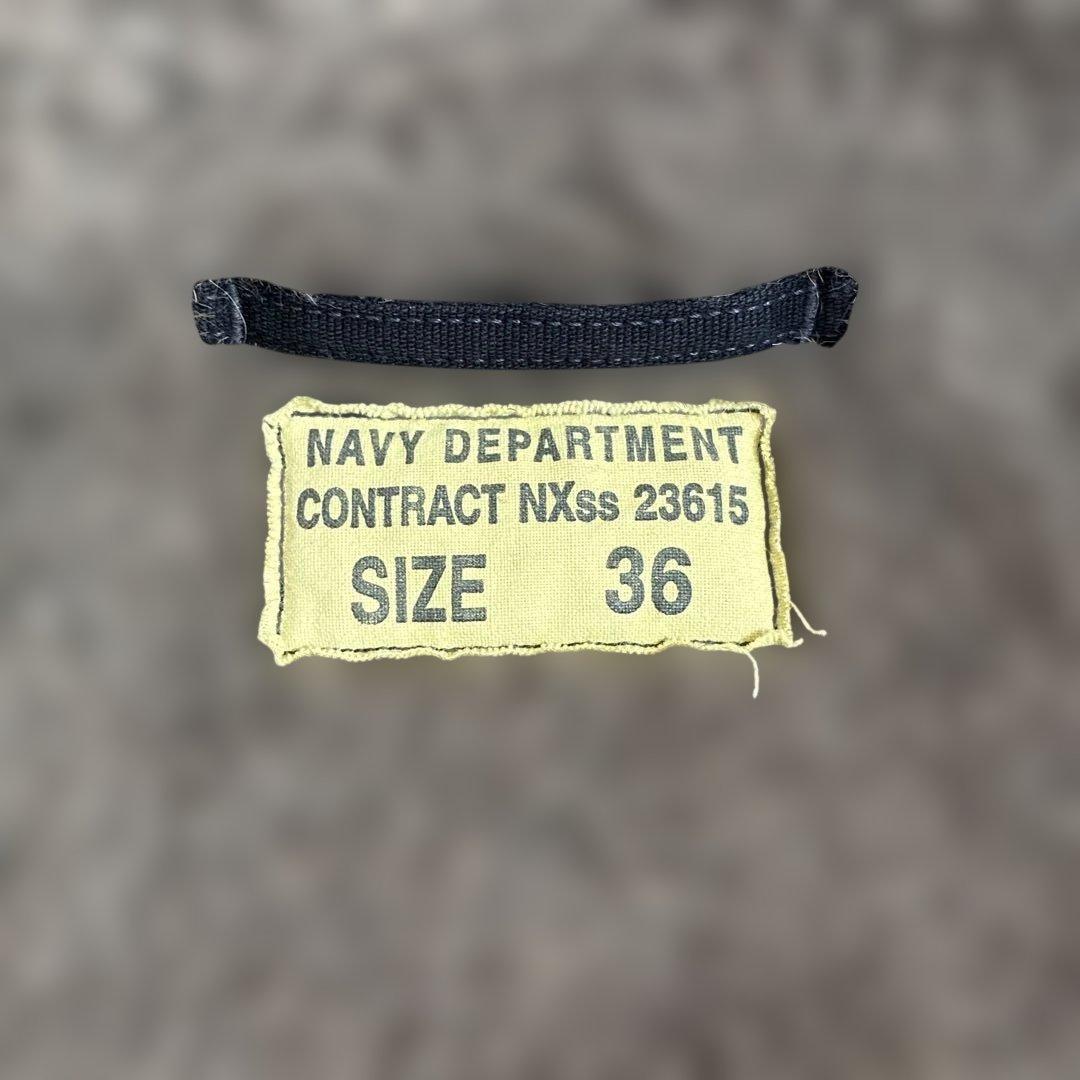 NAVY DEPARTMENT
CONTRACT NXss 23615
SIZE 36